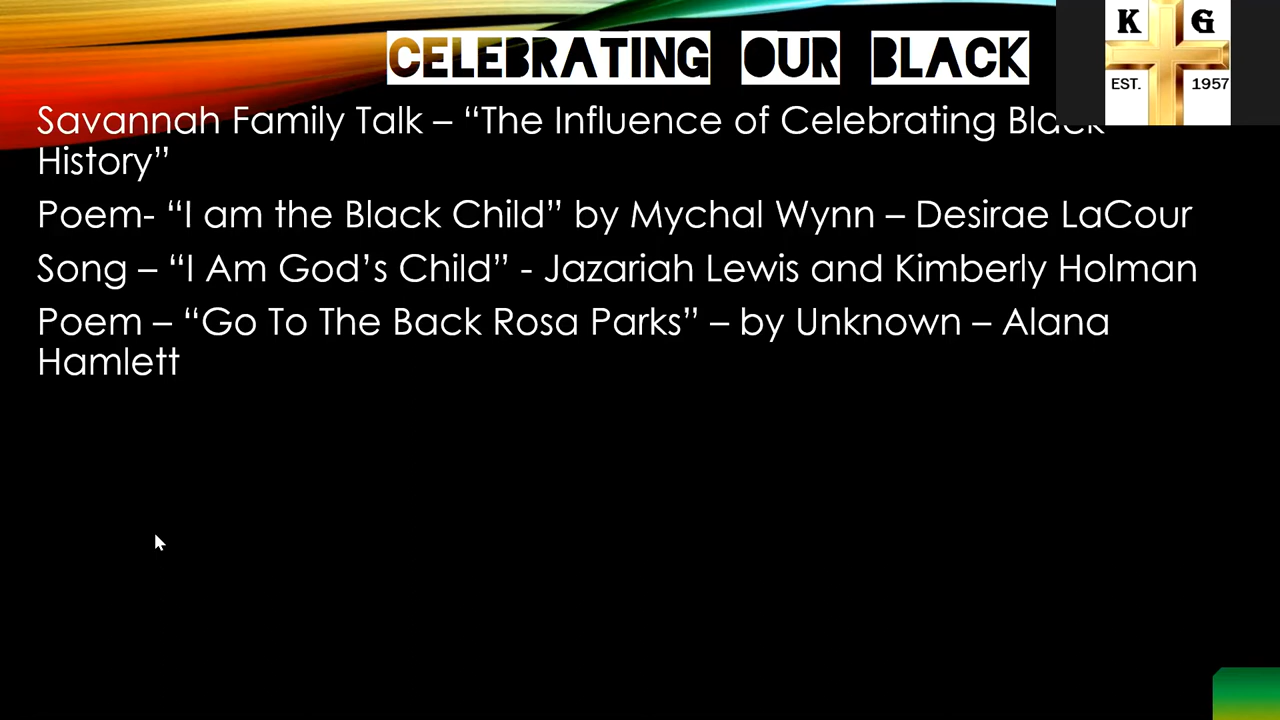 K G
EST. 1957
CELEBRATING OUR BLACK
Savannah Family Talk – “The Influence of Celebrating Black
History”
Poem- “I am the Black Child” by Mychal Wynn – Desirae LaCour
Song – “I Am God’s Child” - Jazariah Lewis and Kimberly Holman
Poem – “Go To The Back Rosa Parks” – by Unknown – Alana
Hamlett